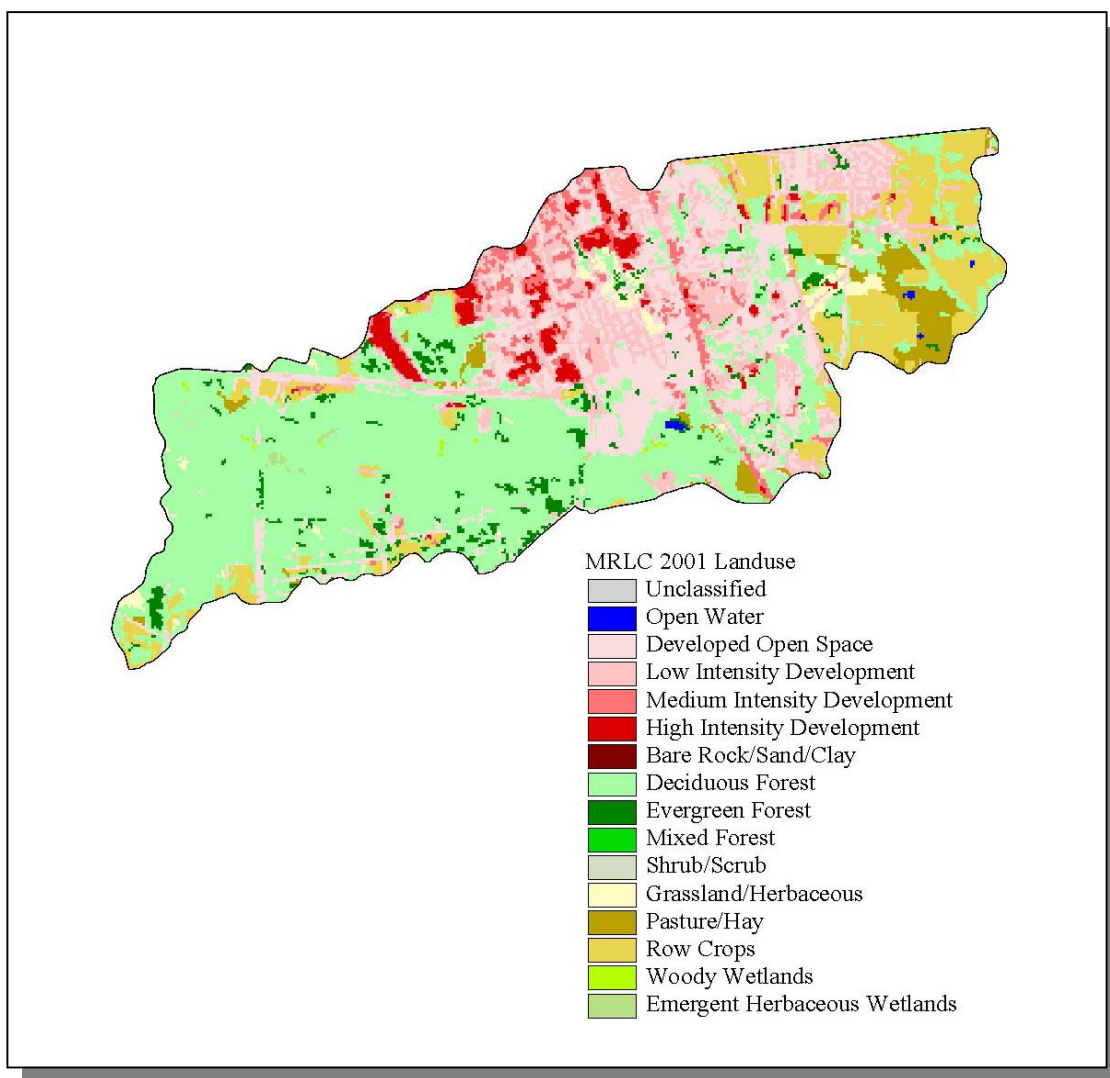 MRLC 2001 Landuse
Unclassified
Open Water
Developed Open Space
Low Intensity Development
Medium Intensity Development
High Intensity Development
Bare Rock/Sand/Clay
Deciduous Forest
Evergreen Forest
Mixed Forest
Shrub/Scrub
Grassland/Herbaceous
Pasture/Hay
Row Crops
Woody Wetlands
Emergent Herbaceous Wetlands